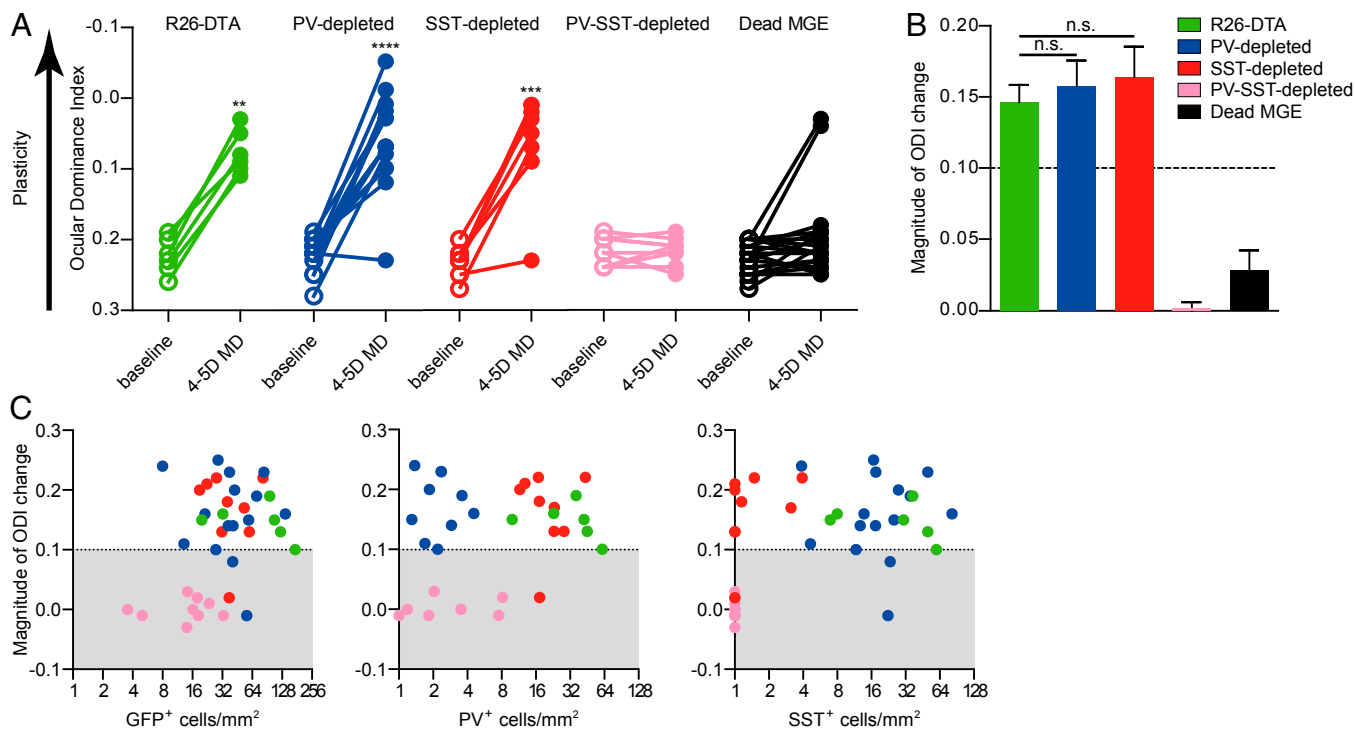 A
R26-DTA
PV-depleted
SST-depleted
PV-SST-depleted
Dead MGE
Plasticity
Ocular Dominance Index
-0.1
0.0
0.1
0.2
0.3
**
****
***
baseline
4-5D MD
baseline
4-5D MD
baseline
4-5D MD
baseline
4-5D MD
baseline
4-5D MD
B
Magnitude of ODI change
0.20
0.15
0.10
0.05
0.00
n.s.
n.s.
R26-DTA
PV-depleted
SST-depleted
PV-SST-depleted
Dead MGE
C
Magnitude of ODI change
0.3
0.2
0.1
0.0
-0.1
1 2 4 8 16 32 64 128 256
GFP+ cells/mm2
0.3
0.2
0.1
0.0
-0.1
1 2 4 8 16 32 64 128
PV+ cells/mm2
0.3
0.2
0.1
0.0
-0.1
1 2 4 8 16 32 64 128
SST+ cells/mm2